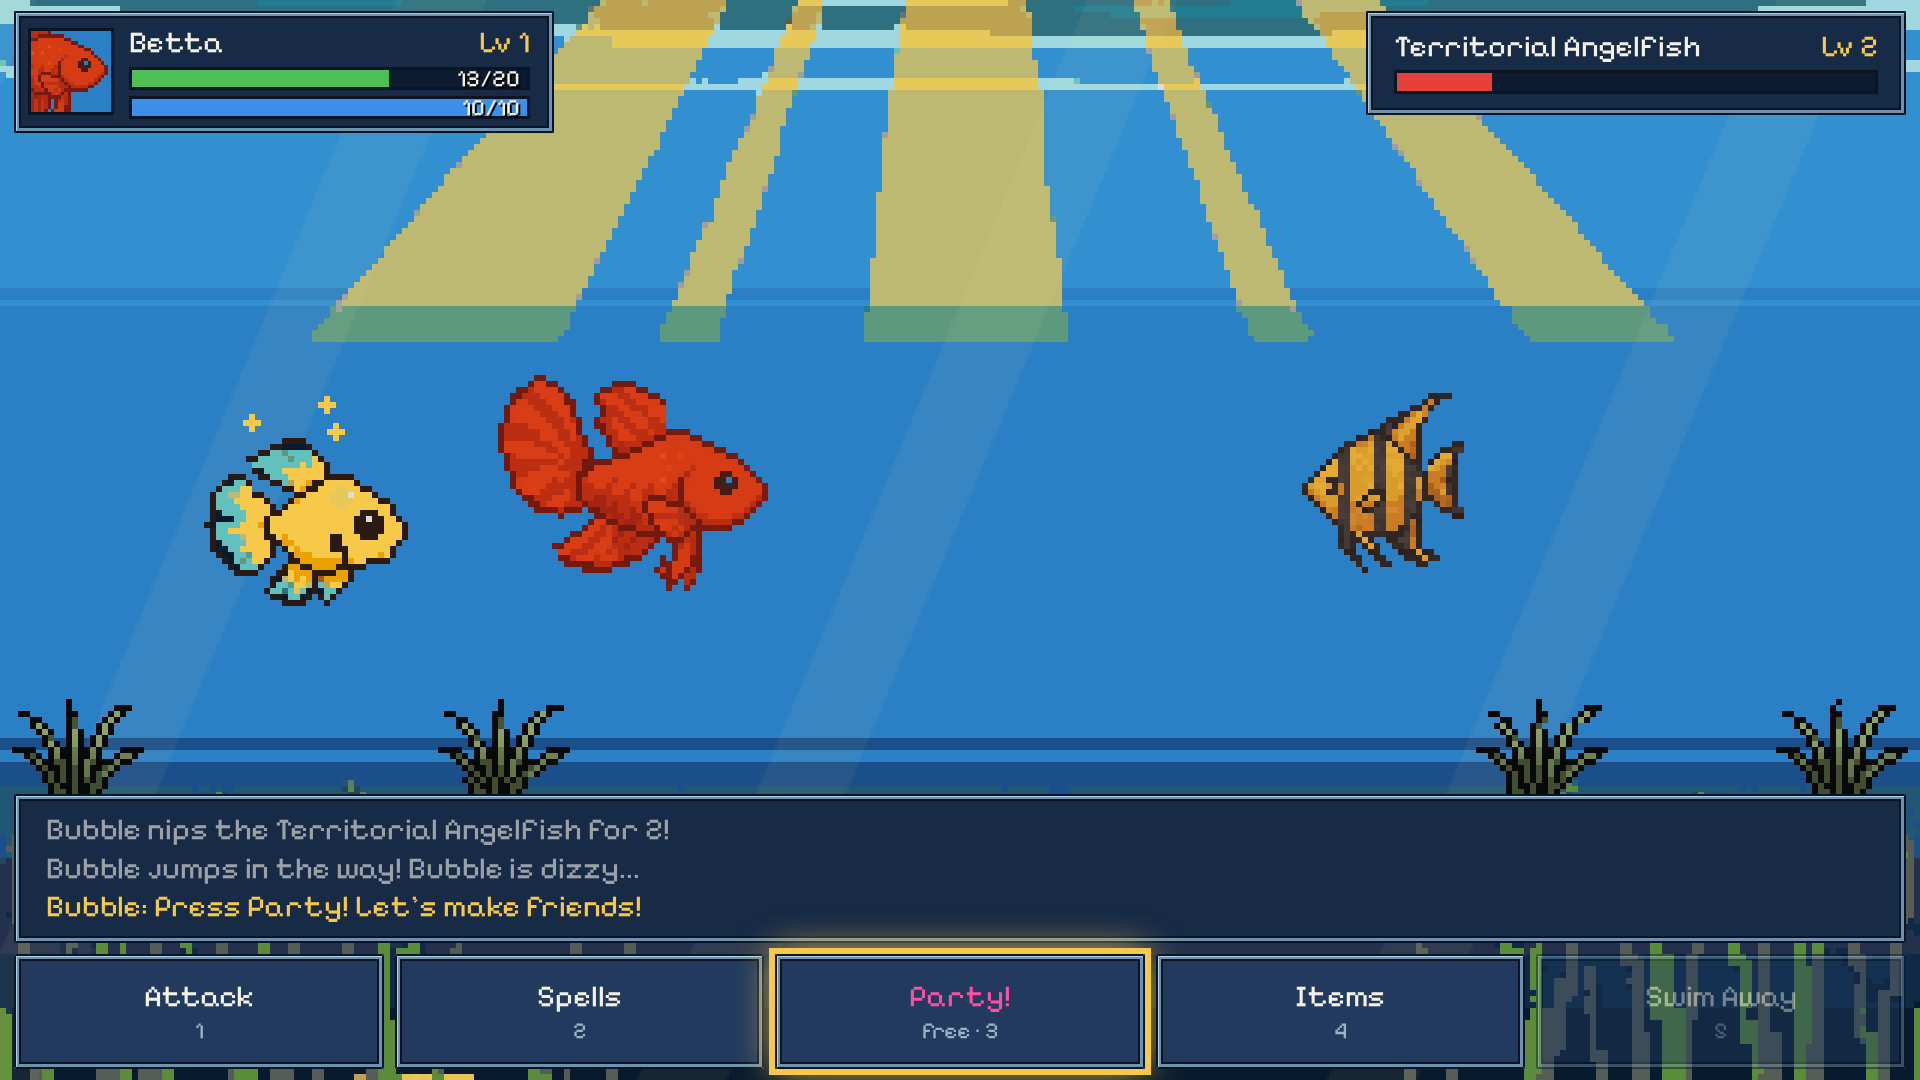 Betta Lv 1
13/20
10/10
Territorial Angelfish Lv 2
Bubble nips the Territorial Angelfish for 2!
Bubble jumps in the way! Bubble is dizzy...
Bubble: Press Party! Let's make friends!
Attack
1
Spells
2
Party!
free · 3
Items
4
Swim Away
S